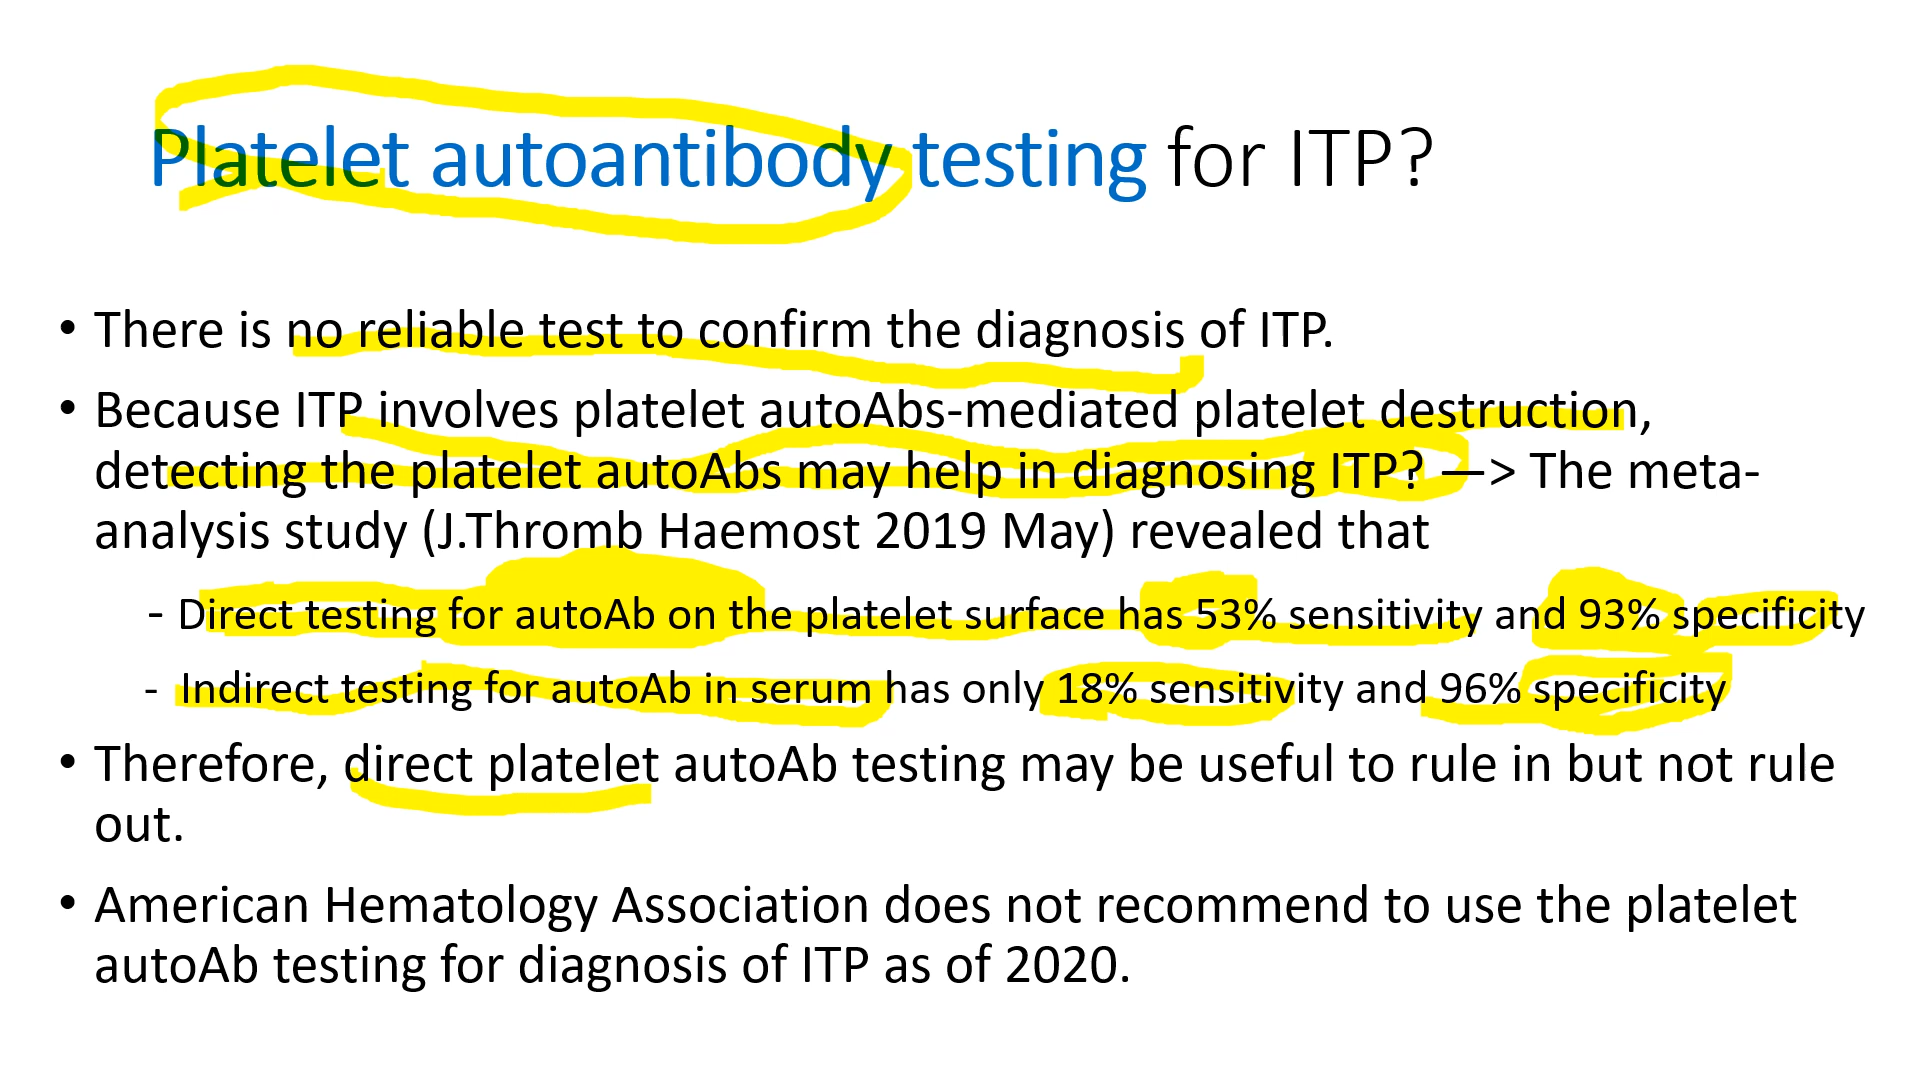 Platelet autoantibody testing for ITP?
• There is no reliable test to confirm the diagnosis of ITP.
• Because ITP involves platelet autoAbs-mediated platelet destruction,
detecting the platelet autoAbs may help in diagnosing ITP? —> The meta-
analysis study (J.Thromb Haemost 2019 May) revealed that
- Direct testing for autoAb on the platelet surface has 53% sensitivity and 93% specificity
- Indirect testing for autoAb in serum has only 18% sensitivity and 96% specificity
• Therefore, direct platelet autoAb testing may be useful to rule in but not rule
out.
• American Hematology Association does not recommend to use the platelet
autoAb testing for diagnosis of ITP as of 2020.